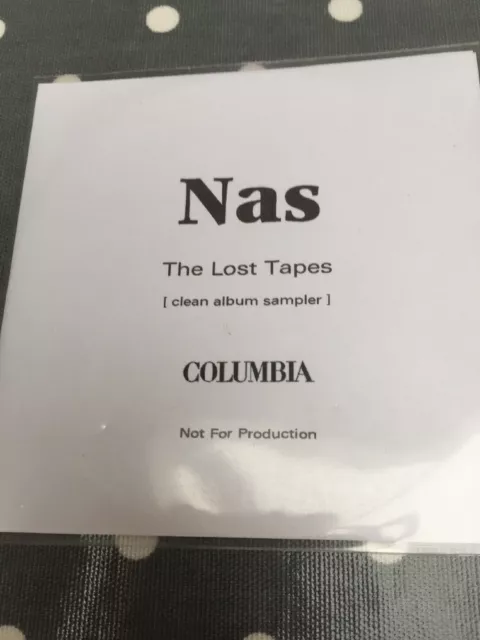 Nas
The Lost Tapes
[ clean album sampler ]
COLUMBIA
Not For Production